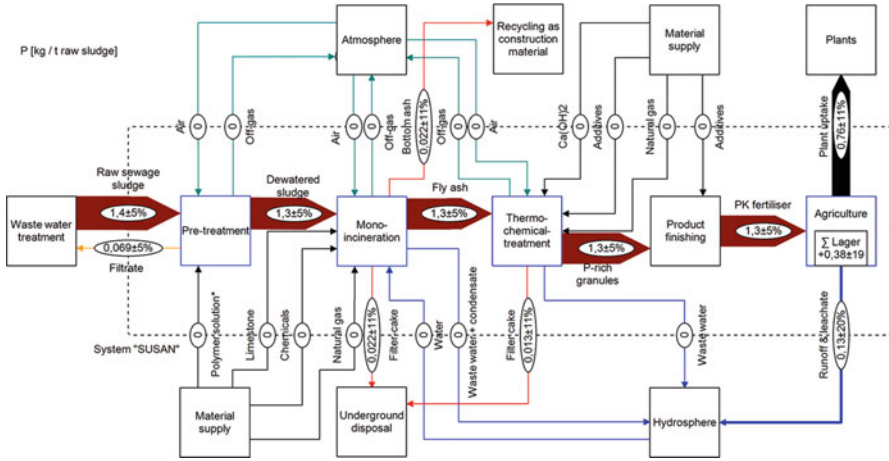 P [kg / t raw sludge]
Atmosphere
Recycling as
construction
material
Material
supply
Plants
Air
0
Off-gas
0
Air
0
Off-gas
0
Bottom ash
0,022±11%
Off-gas
0
Air
0
Ca(OH)2
0
Additives
0
Natural gas
0
Additives
0
Plant uptake
0,76±11%
Raw sewage
sludge
1,4±5%
Dewatered
sludge
1,3±5%
Fly ash
1,3±5%
PK fertiliser
1,3±5%
Waste water
treatment
Pre-treatment
Mono-
incineration
Thermo-
chemical-
treatment
Product
finishing
Agriculture
∑ Lager
+0,38±19
0,069±5%
Filtrate
1,3±5%
P-rich
granules
System "SUSAN"
Polymer solution*
0
Limestone
0
Chemicals
0
Natural gas
0
Filter cake
0,022±11%
Water
0
Waste water + condensate
0
Filter cake
0,013±11%
Waste water
0
Runoff & leachate
0,13±20%
Material
supply
Underground
disposal
Hydrosphere